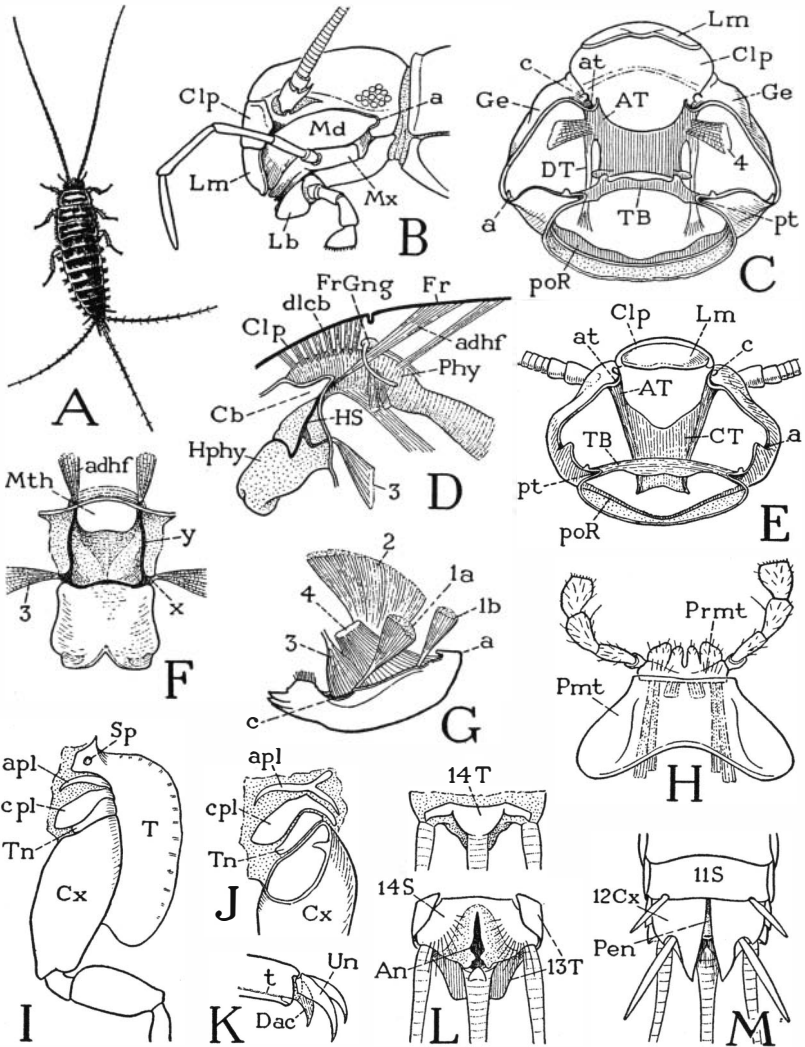 A
Clp
Md
a
Lm
Mx
Lb
B
Lm
Clp
c
at
Ge
AT
Ge
DT
4
a
TB
pt
poR
C
FrGng
Fr
dlcb
Clp
adhf
Phy
Cb
HS
Hphy
3
D
Clp
Lm
at
c
AT
CT
TB
a
pt
poR
E
adhf
Mth
y
3
x
F
2
1a
4
1b
3
a
c
G
Prmt
Pmt
H
Sp
apl
cpl
T
Tn
Cx
I
apl
cpl
Tn
Cx
J
t
Un
Dac
K
14T
14S
An
13T
L
11S
12Cx
Pen
M